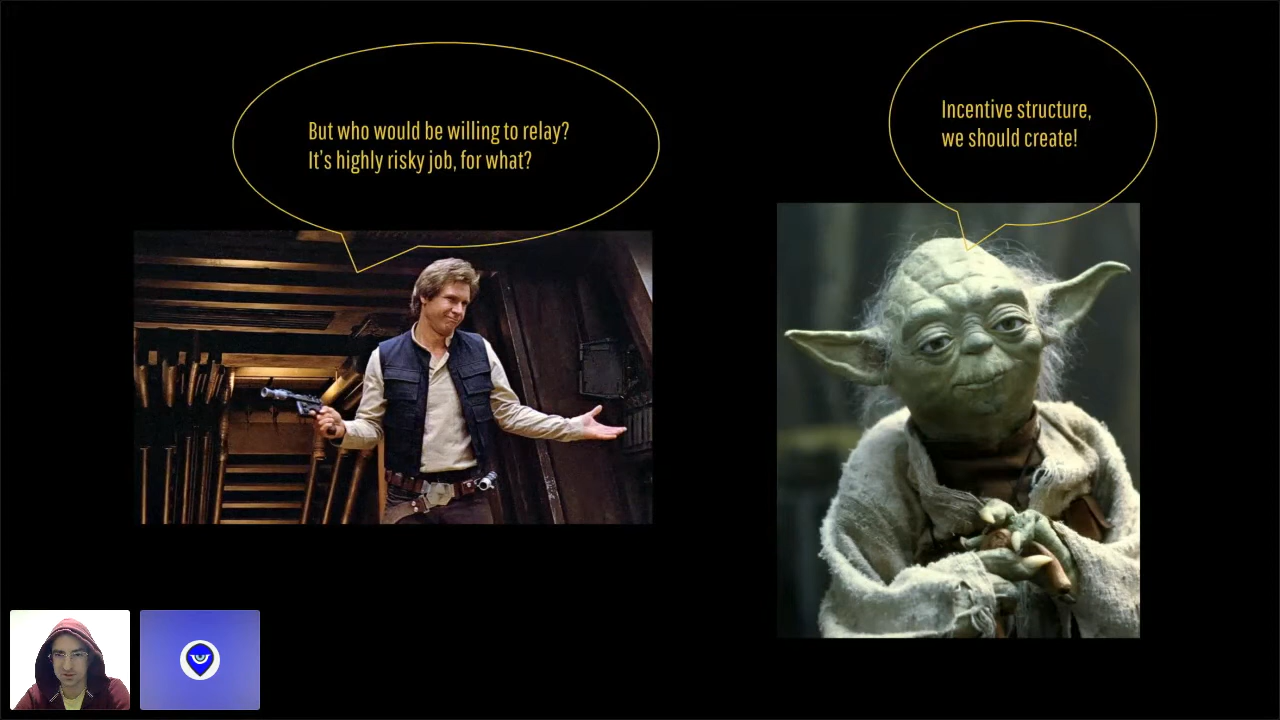 But who would be willing to relay?
It's highly risky job, for what?
Incentive structure,
we should create!